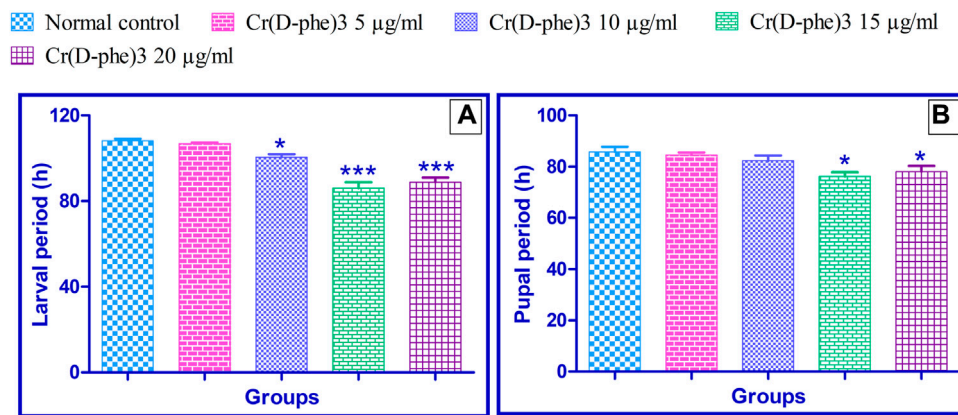 Normal control
Cr(D-phe)3 5 µg/ml
Cr(D-phe)3 10 µg/ml
Cr(D-phe)3 15 µg/ml
Cr(D-phe)3 20 µg/ml
A
Larval period (h)
120
80
40
0
*
***
***
Groups
B
Pupal period (h)
100
80
60
40
20
0
*
*
Groups